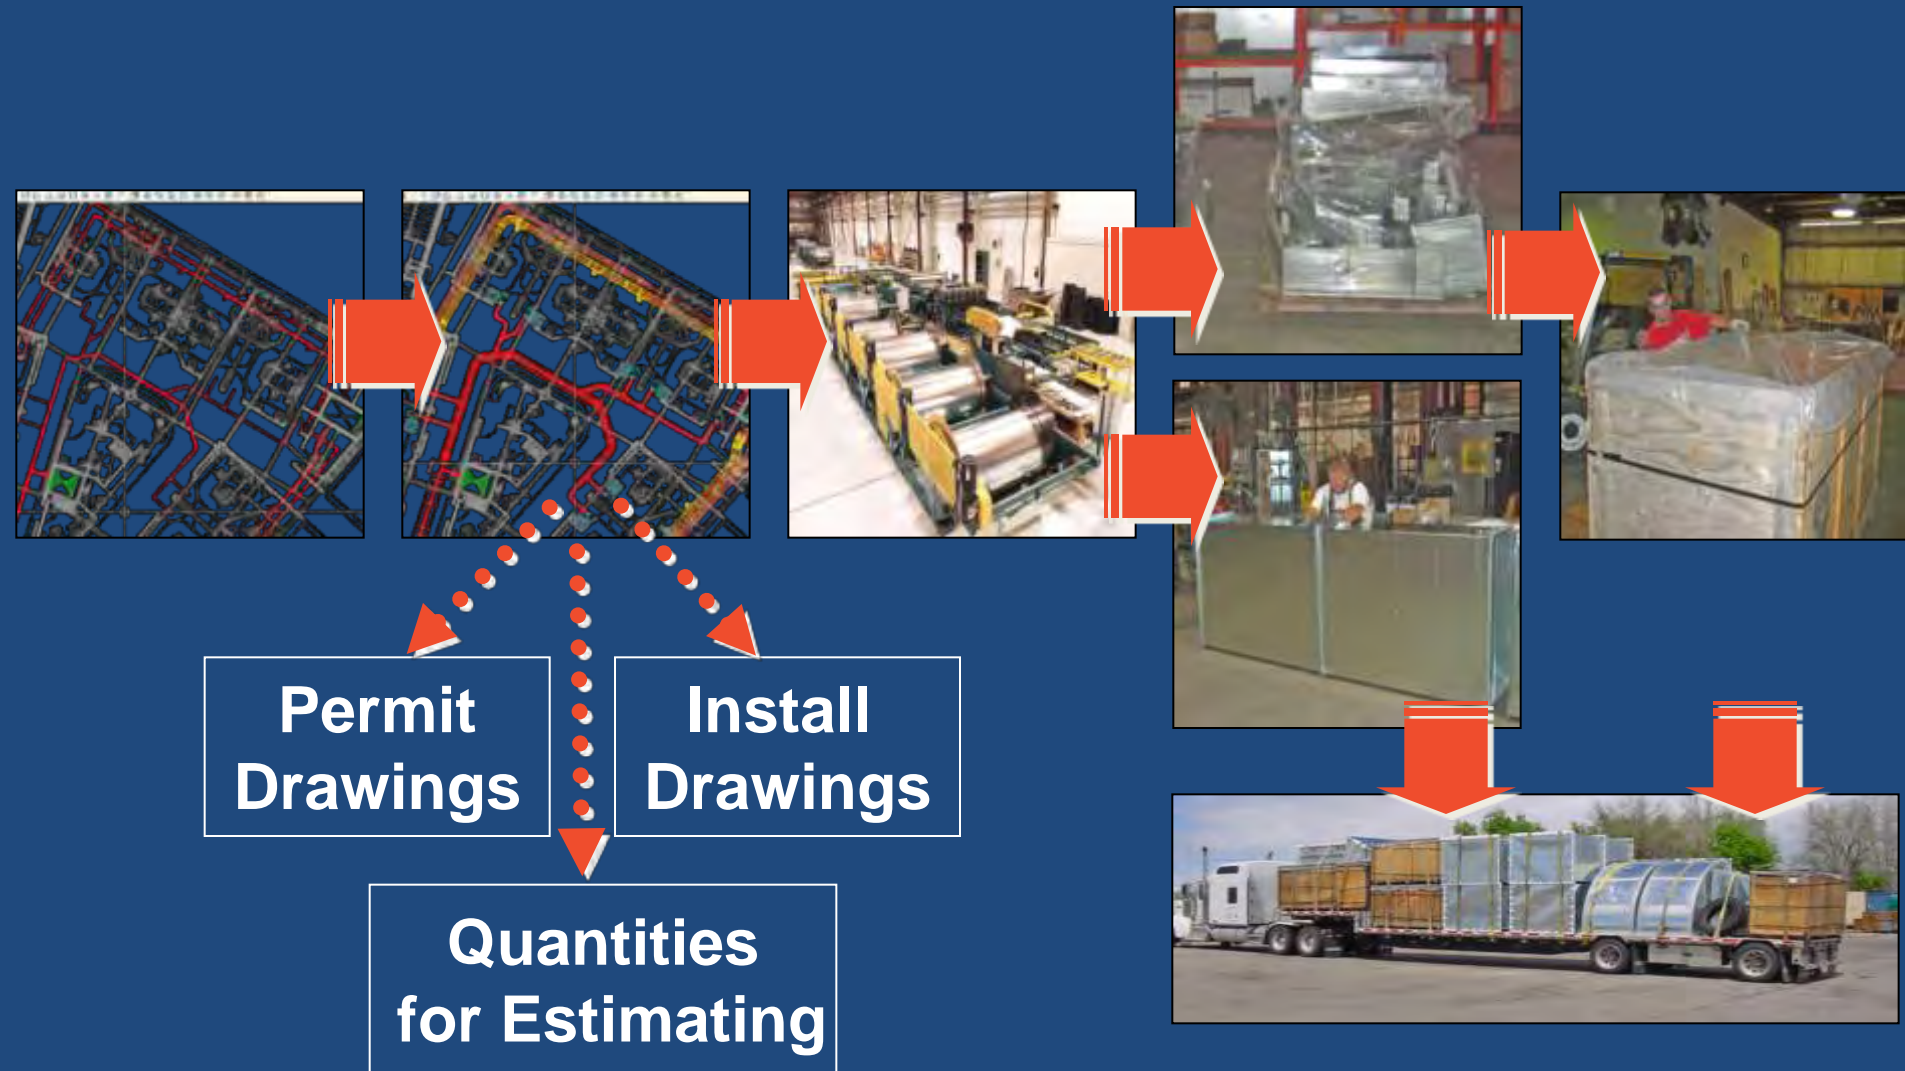 Permit
Drawings
Install
Drawings
Quantities
for Estimating